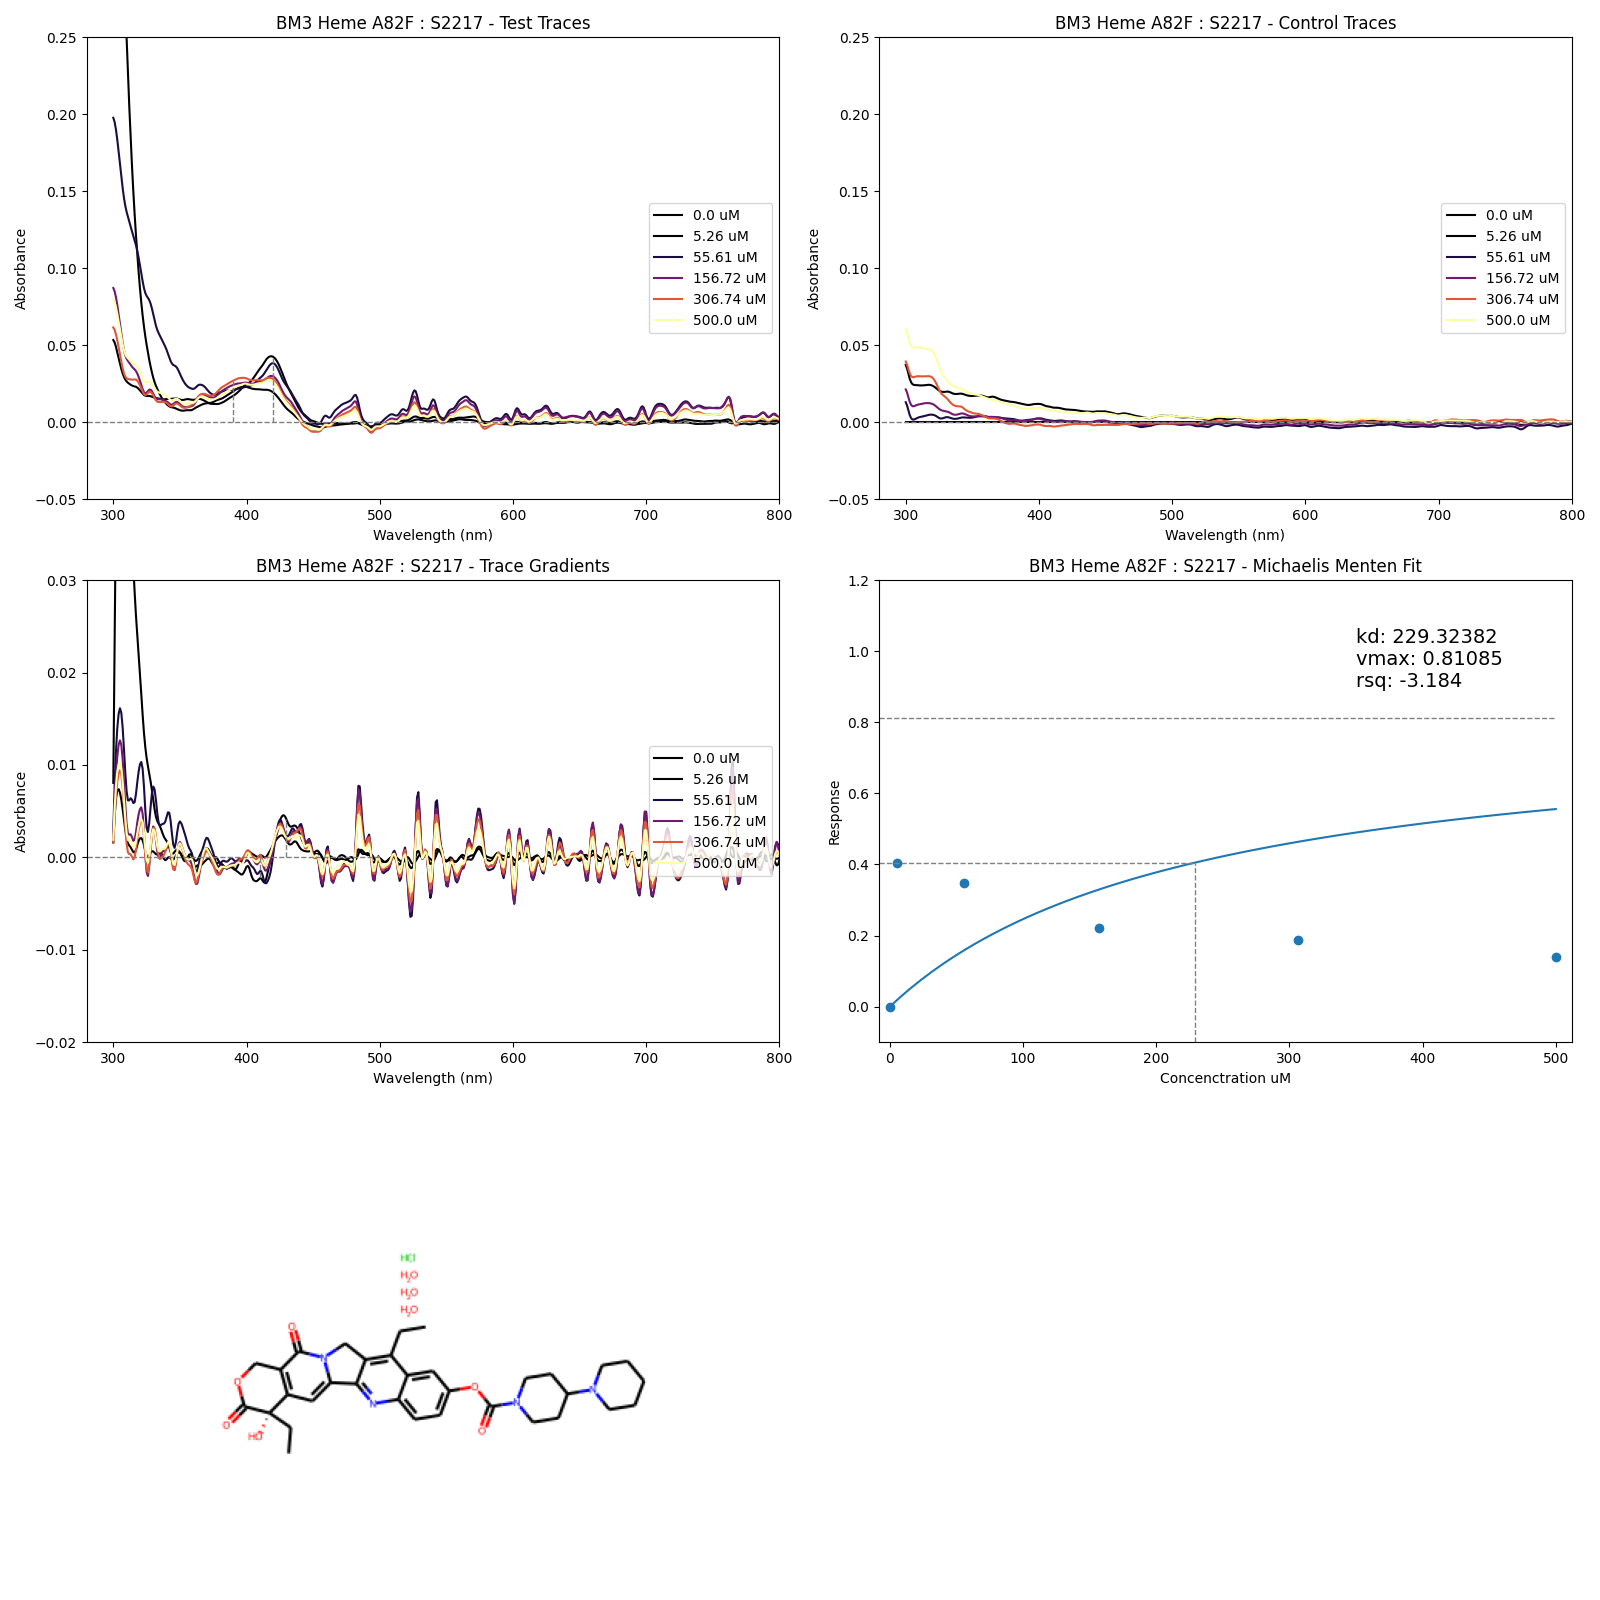 BM3 Heme A82F : S2217 - Test Traces
0.25
0.20
0.15
0.10
0.05
0.00
−0.05
Absorbance
300 400 500 600 700 800
Wavelength (nm)
0.0 uM
5.26 uM
55.61 uM
156.72 uM
306.74 uM
500.0 uM
BM3 Heme A82F : S2217 - Control Traces
0.25
0.20
0.15
0.10
0.05
0.00
−0.05
Absorbance
300 400 500 600 700 800
Wavelength (nm)
0.0 uM
5.26 uM
55.61 uM
156.72 uM
306.74 uM
500.0 uM
BM3 Heme A82F : S2217 - Trace Gradients
0.03
0.02
0.01
0.00
−0.01
−0.02
Absorbance
300 400 500 600 700 800
Wavelength (nm)
0.0 uM
5.26 uM
55.61 uM
156.72 uM
306.74 uM
500.0 uM
BM3 Heme A82F : S2217 - Michaelis Menten Fit
1.2
1.0
0.8
0.6
0.4
0.2
0.0
Response
kd: 229.32382
vmax: 0.81085
rsq: -3.184
0 100 200 300 400 500
Concenctration uM
HCl
H2O
H2O
H2O
O
N
O
O
HO
N
O
O
N
N